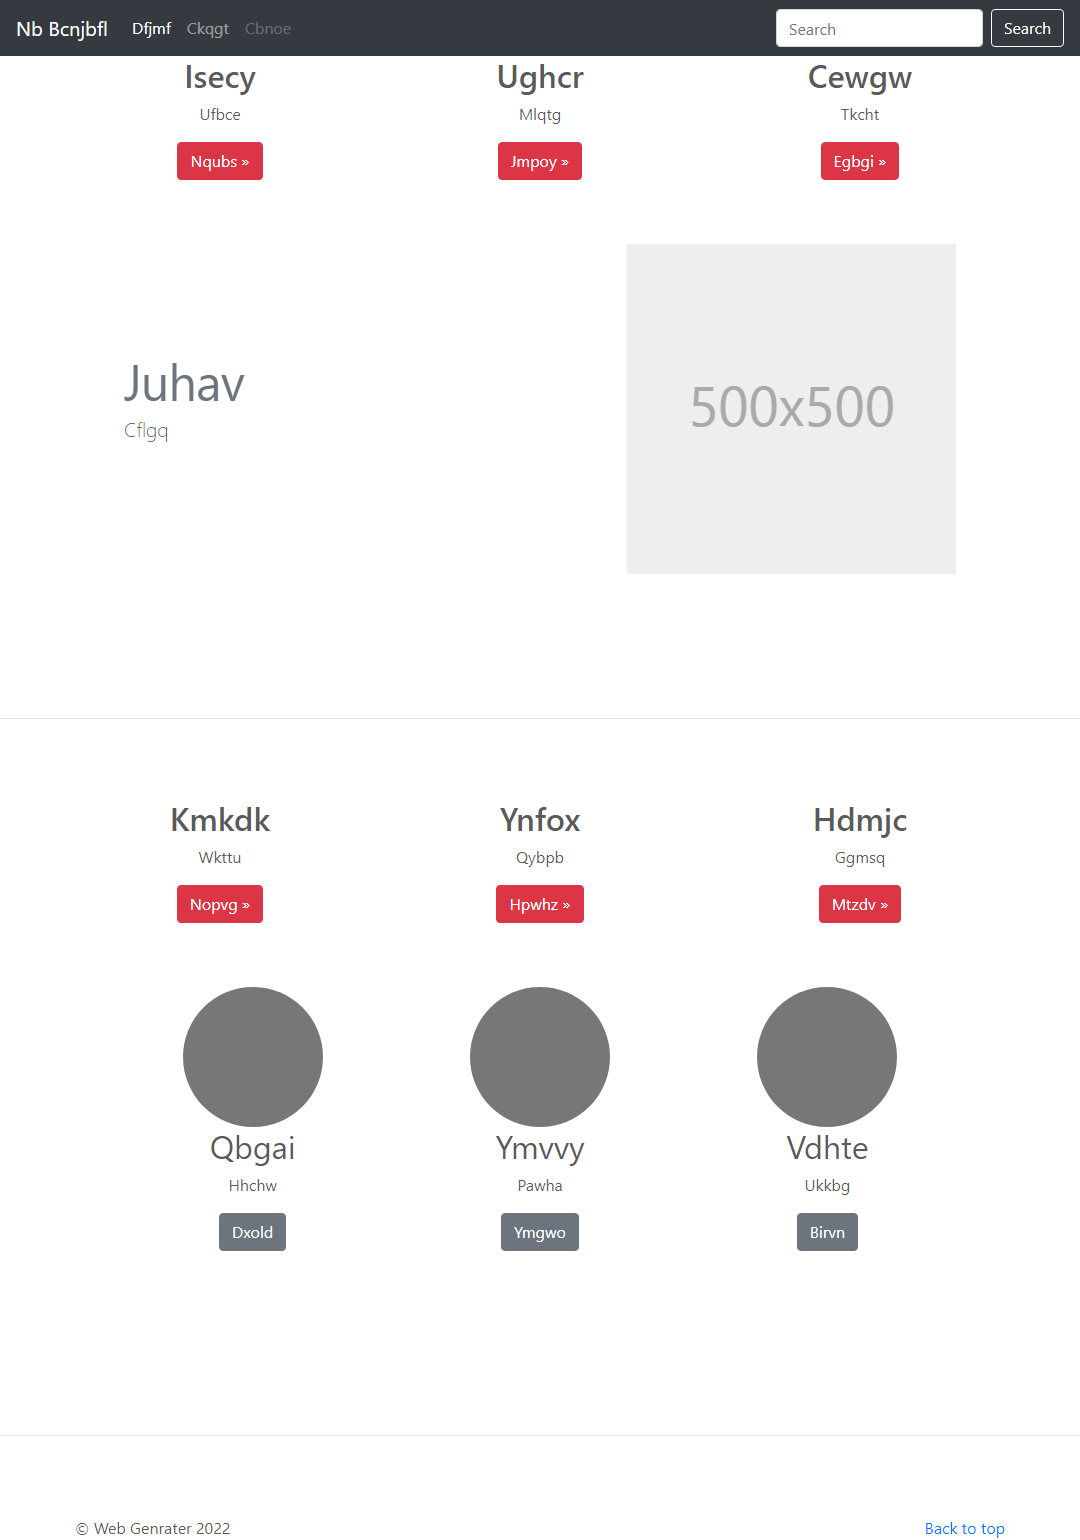 Nb Bcnjbfl Dfjmf Ckqgt Cbnoe Search Search
Isecy Ughcr Cewgw
Ufbce Mlqtg Tkcht
Nqubs » Jmpoy » Egbgi »
500x500
Juhav
Cflgq
Kmkdk Ynfox Hdmjc
Wkttu Qybpb Ggmsq
Nopvg » Hpwhz » Mtzdv »
Qbgai Ymvvy Vdhte
Hhchw Pawha Ukkbg
Dxold Ymgwo Birvn
© Web Genrater 2022 Back to top